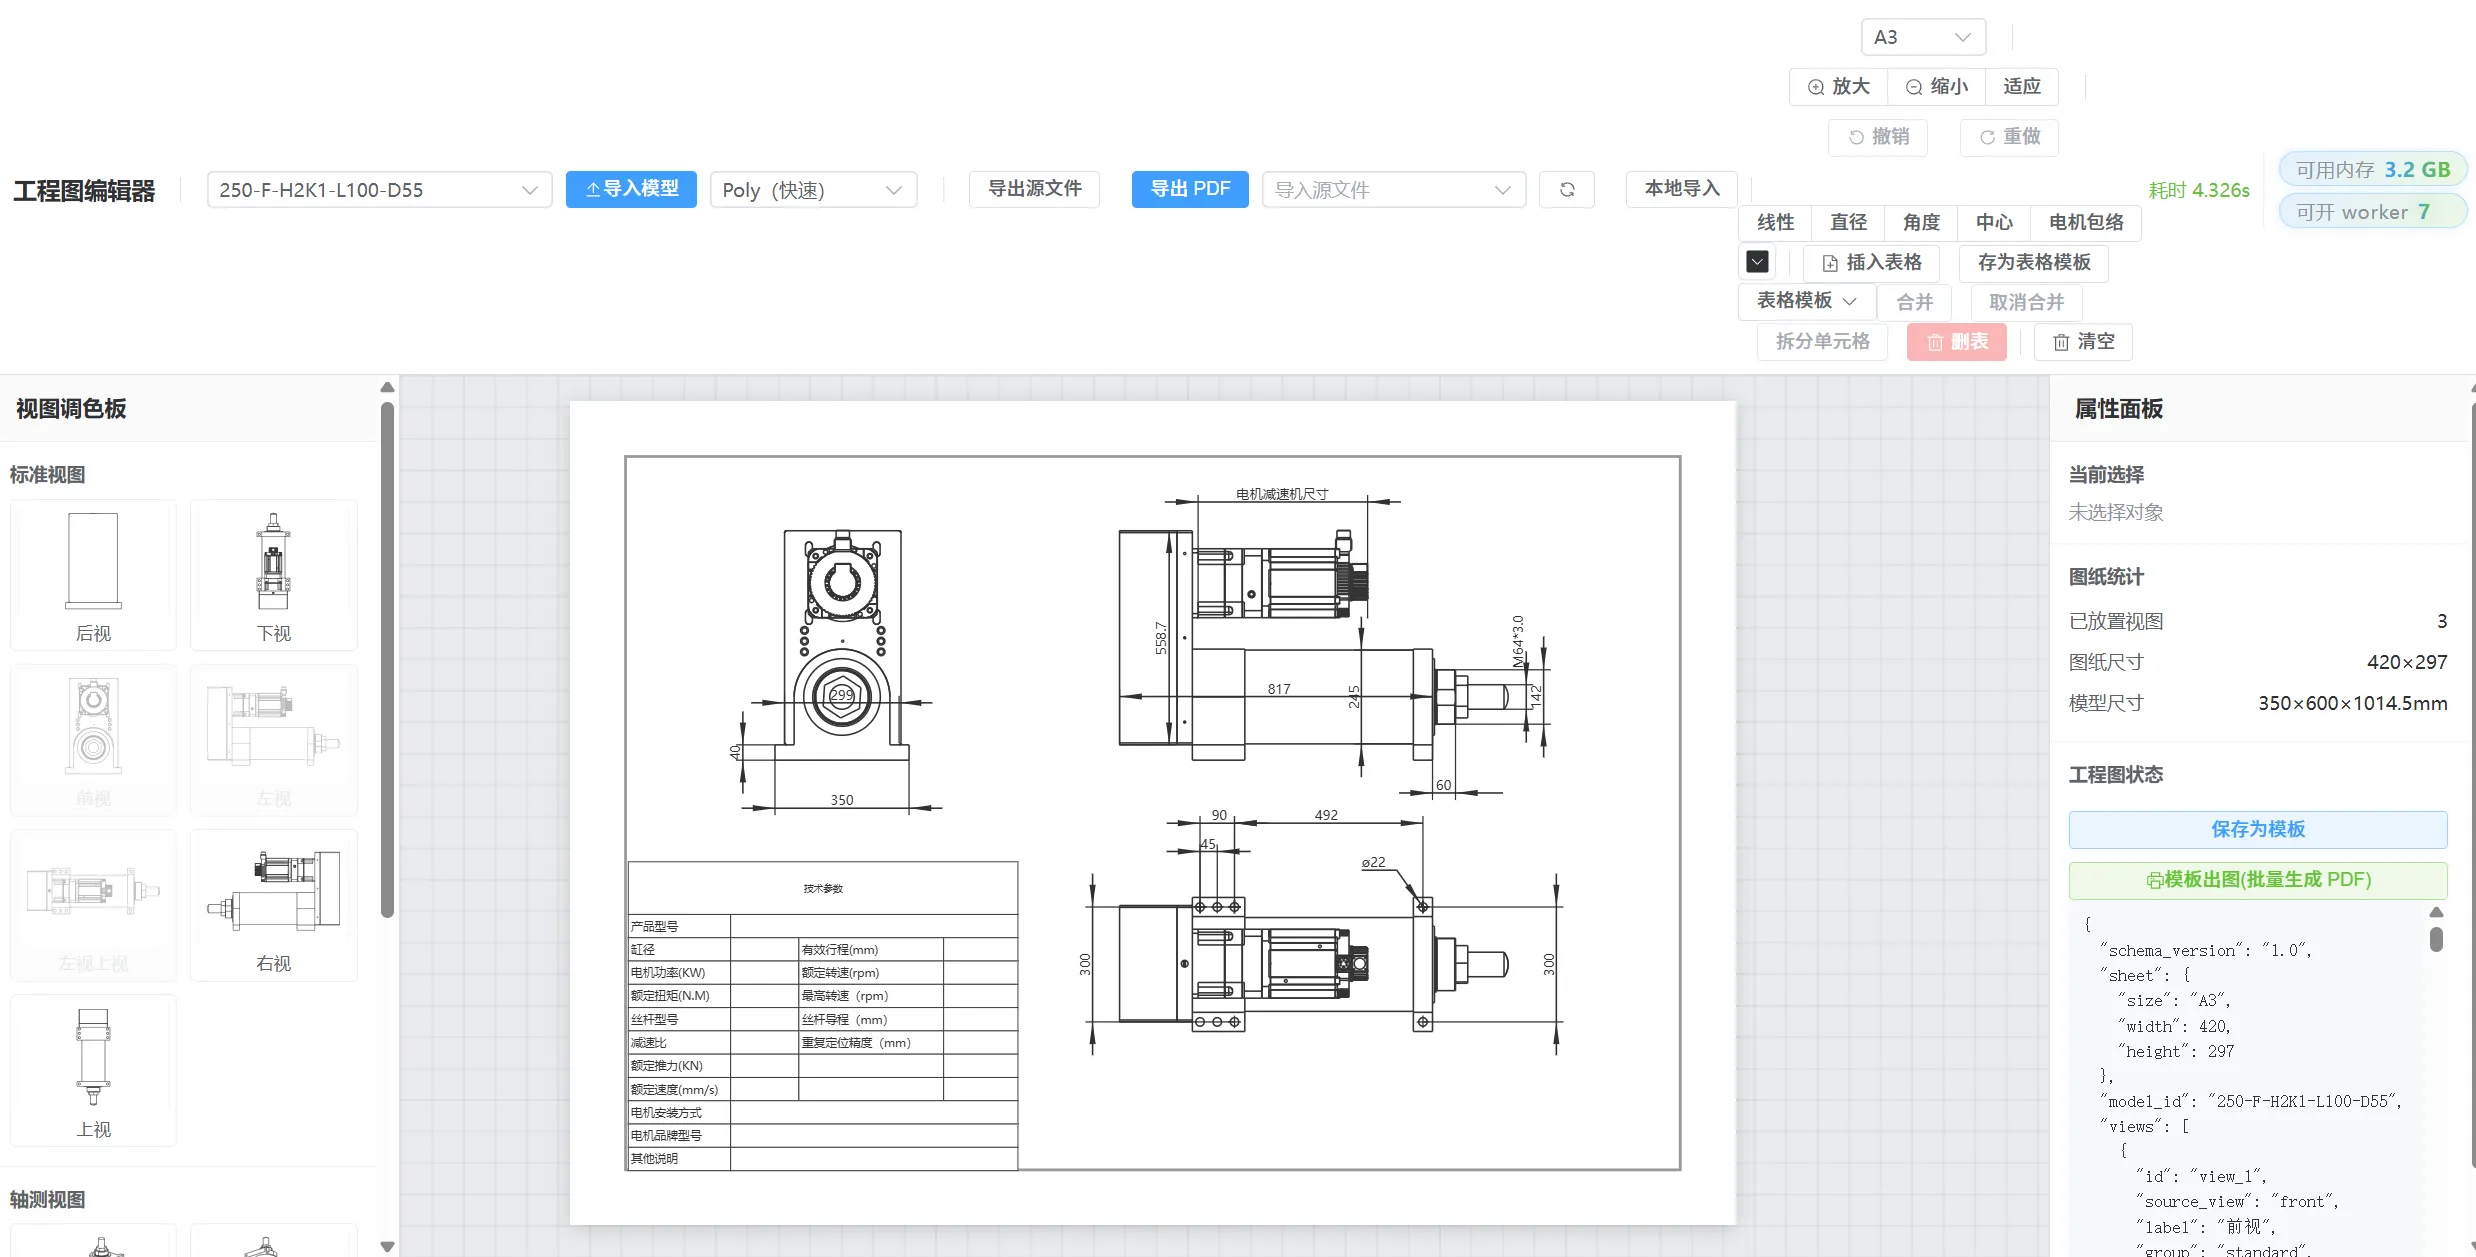 A3
放大 缩小 适应
撤销 重做
工程图编辑器 250-F-H2K1-L100-D55 导入模型 Poly（快速） 导出源文件 导出 PDF 导入源文件 本地导入
耗时 4.326s
可用内存 3.2 GB
可开 worker 7
线性 直径 角度 中心 电机包络
插入表格 存为表格模板
表格模板 合并 取消合并
拆分单元格 删表 清空
视图调色板
标准视图
后视 下视
前视 左视
左视上视 右视
上视
轴测视图
电机减速机尺寸
558.7
817
245
M64*3.0
142
60
299
40
350
90 492
45
ø22
300
300
技术参数
产品型号
缸径 有效行程(mm)
电机功率(KW) 额定转速(rpm)
额定扭矩(N.M) 最高转速（rpm）
丝杆型号 丝杆导程（mm）
减速比 重复定位精度（mm）
额定推力(KN)
额定速度(mm/s)
电机安装方式
电机品牌型号
其他说明
属性面板
当前选择
未选择对象
图纸统计
已放置视图 3
图纸尺寸 420×297
模型尺寸 350×600×1014.5mm
工程图状态
保存为模板
模板出图(批量生成 PDF)
{
"schema_version": "1.0",
"sheet": {
"size": "A3",
"width": 420,
"height": 297
},
"model_id": "250-F-H2K1-L100-D55",
"views": [
{
"id": "view_1",
"source_view": "front",
"label": "前视",
"group": "standard",